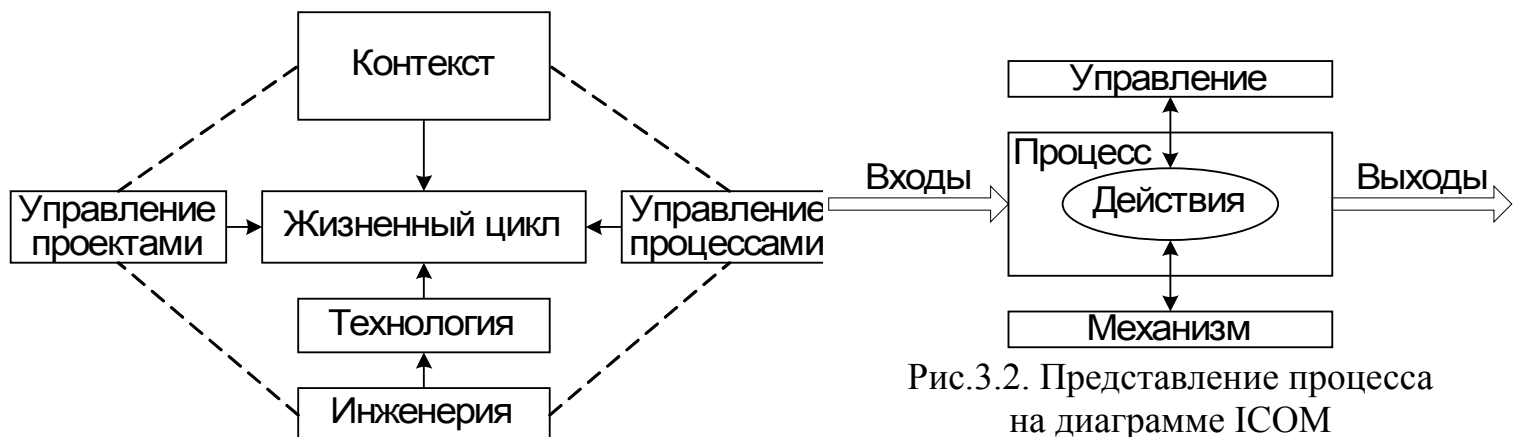 Контекст
Управление
проектами
Жизненный цикл
Управление
процессами
Технология
Инженерия
Управление
Процесс
Входы
Действия
Выходы
Механизм
Рис.3.2. Представление процесса
на диаграмме ICOM